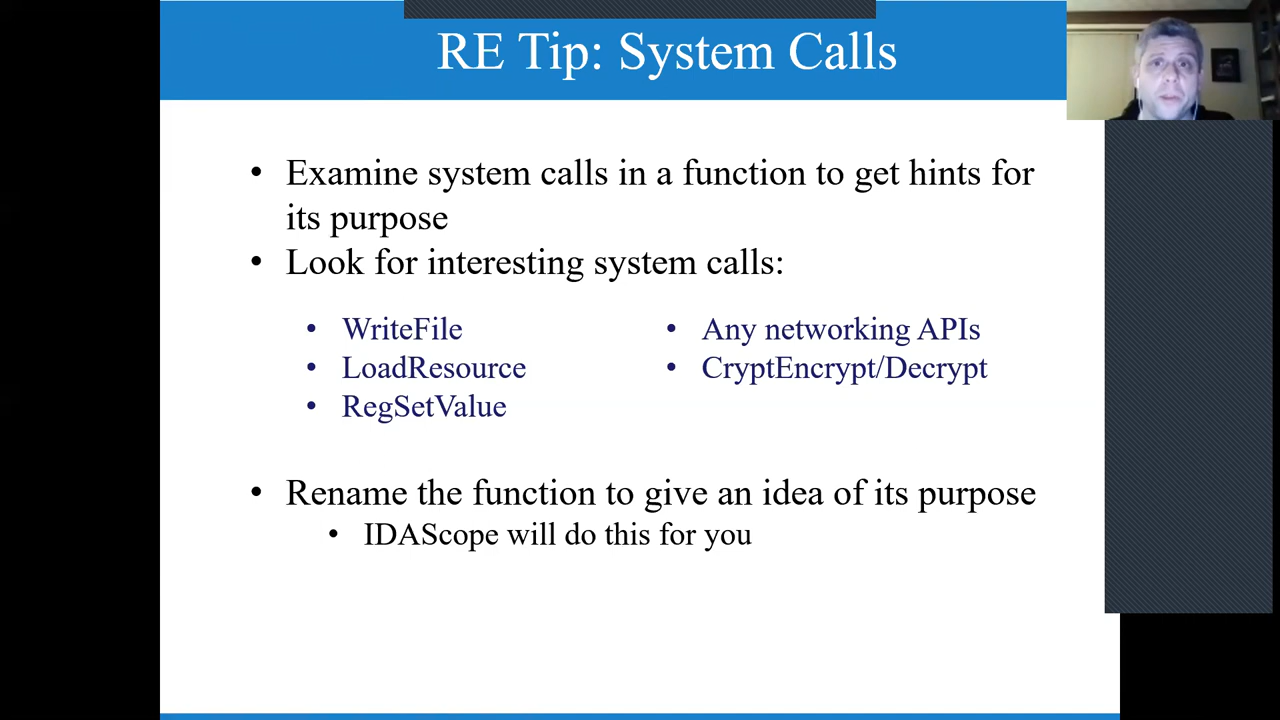 RE Tip: System Calls
• Examine system calls in a function to get hints for
its purpose
• Look for interesting system calls:
• WriteFile
• LoadResource
• RegSetValue
• Any networking APIs
• CryptEncrypt/Decrypt
• Rename the function to give an idea of its purpose
• IDAScope will do this for you